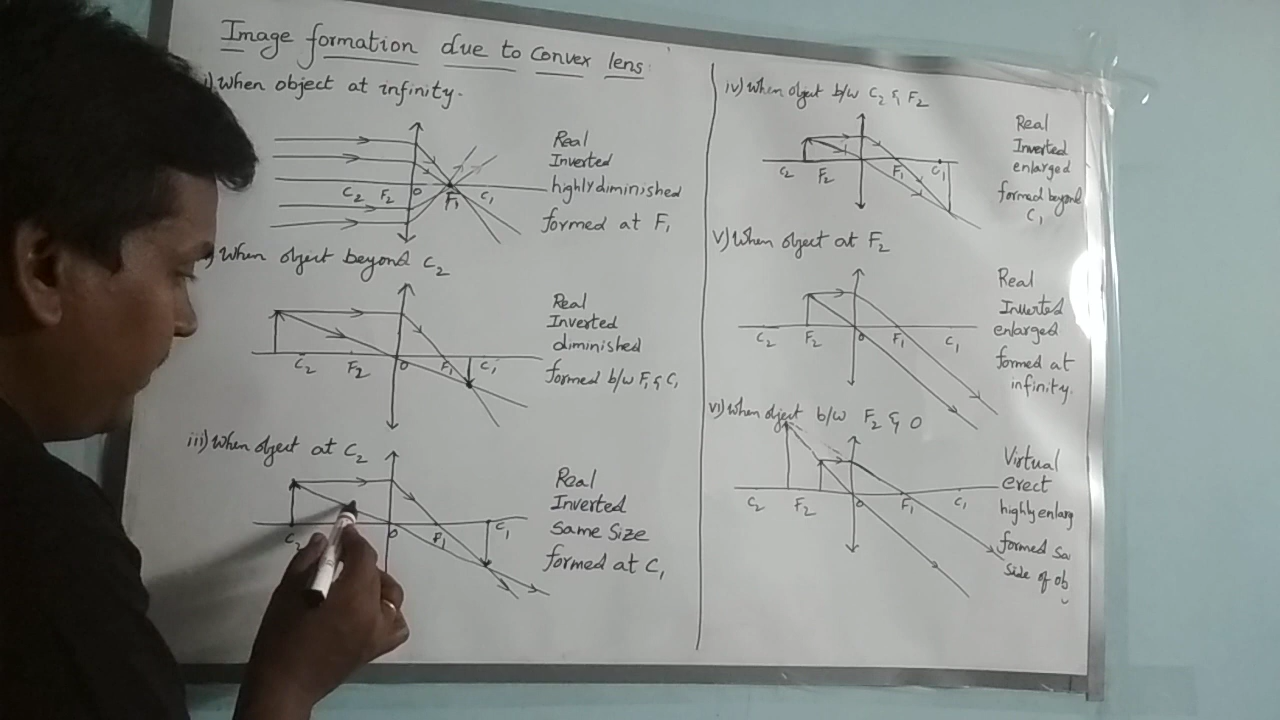 Image formation due to Convex lens
i) When object at infinity.
C2 F2 O F1 C1
Real
Inverted
highly diminished
formed at F1
When object beyond C2
C2 F2 O F1 C1
Real
Inverted
diminished
formed b/w F1 & C1
iii) When object at C2
C2 O F1 C1
Real
Inverted
Same Size
formed at C1
iv) When object b/w C2 & F2
C2 F2 F1 C1
Real
Inverted
enlarged
formed beyond
C1
v) When object at F2
C2 F2 O F1 C1
Real
Inverted
enlarged
formed at
infinity.
vi) When object b/w F2 & O
C2 F2 O F1 C1
Virtual
erect
highly enlarg
formed Sa
Side of ob